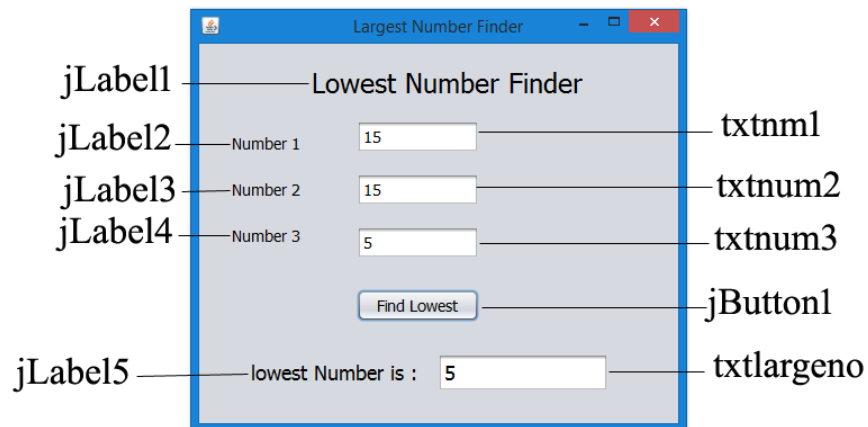 Largest Number Finder
jLabel1 Lowest Number Finder
jLabel2 Number 1 15 txtnm1
jLabel3 Number 2 15 txtnum2
jLabel4 Number 3 5 txtnum3
Find Lowest jButton1
jLabel5 lowest Number is : 5 txtlargeno